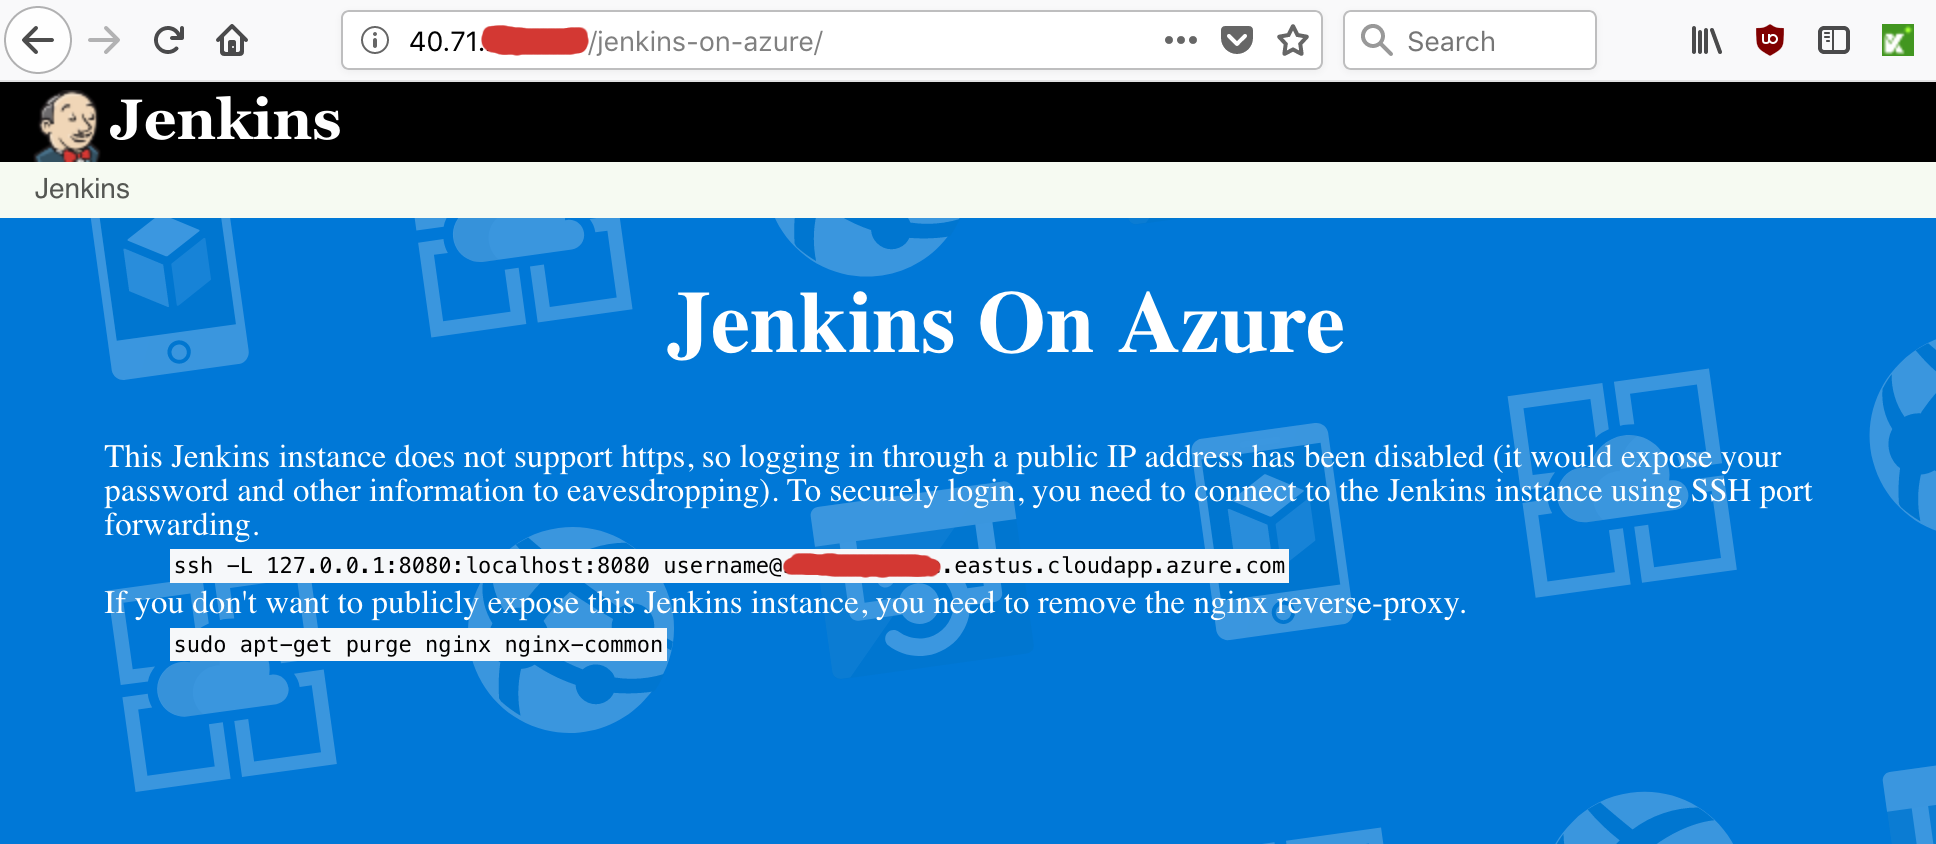 40.71. /jenkins-on-azure/
Search
Jenkins
Jenkins
Jenkins On Azure
This Jenkins instance does not support https, so logging in through a public IP address has been disabled (it would expose your
password and other information to eavesdropping). To securely login, you need to connect to the Jenkins instance using SSH port
forwarding.
ssh -L 127.0.0.1:8080:localhost:8080 username@ .eastus.cloudapp.azure.com
If you don't want to publicly expose this Jenkins instance, you need to remove the nginx reverse-proxy.
sudo apt-get purge nginx nginx-common